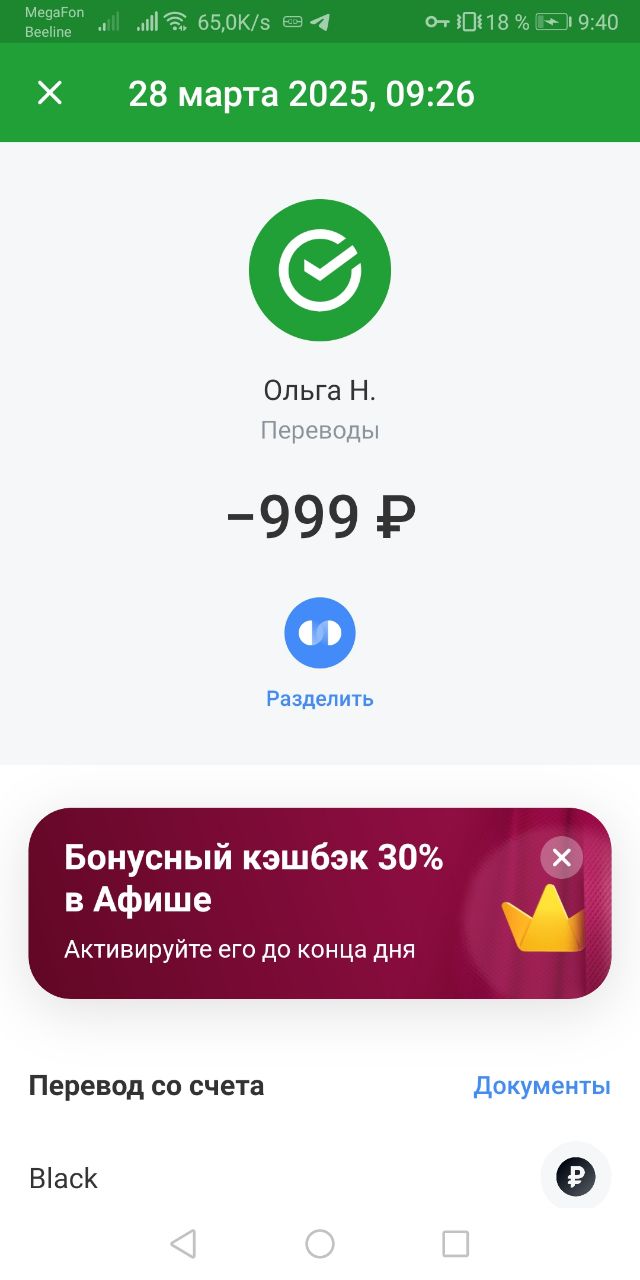 MegaFon
Beeline
65,0K/s
18 %
9:40
28 марта 2025, 09:26
Ольга Н.
Переводы
–999 ₽
Разделить
Бонусный кэшбэк 30%
в Афише
Активируйте его до конца дня
Перевод со счета
Документы
Black
₽